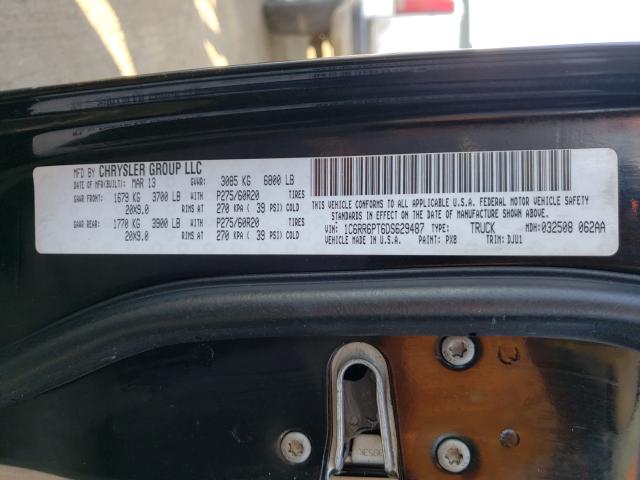 MFD BY CHRYSLER GROUP LLC
DATE OF MFR(BUILT): MAR 13 GVWR: 3085 KG 6800 LB
GAWR FRONT: 1679 KG 3700 LB WITH P275/60R20 TIRES
20X9.0 RIMS AT 270 KPA ( 39 PSI) COLD
GAWR REAR: 1770 KG 3900 LB WITH P275/60R20 TIRES
20X9.0 RIMS AT 270 KPA ( 39 PSI) COLD
THIS VEHICLE CONFORMS TO ALL APPLICABLE U.S.A. FEDERAL MOTOR VEHICLE SAFETY
STANDARDS IN EFFECT ON THE DATE OF MANUFACTURE SHOWN ABOVE.
VIN: 1C6RR6PT6DS629487 TYPE: TRUCK MDH: 032508 062AA
VEHICLE MADE IN U.S.A. PAINT: PX8 TRIM: DJU1